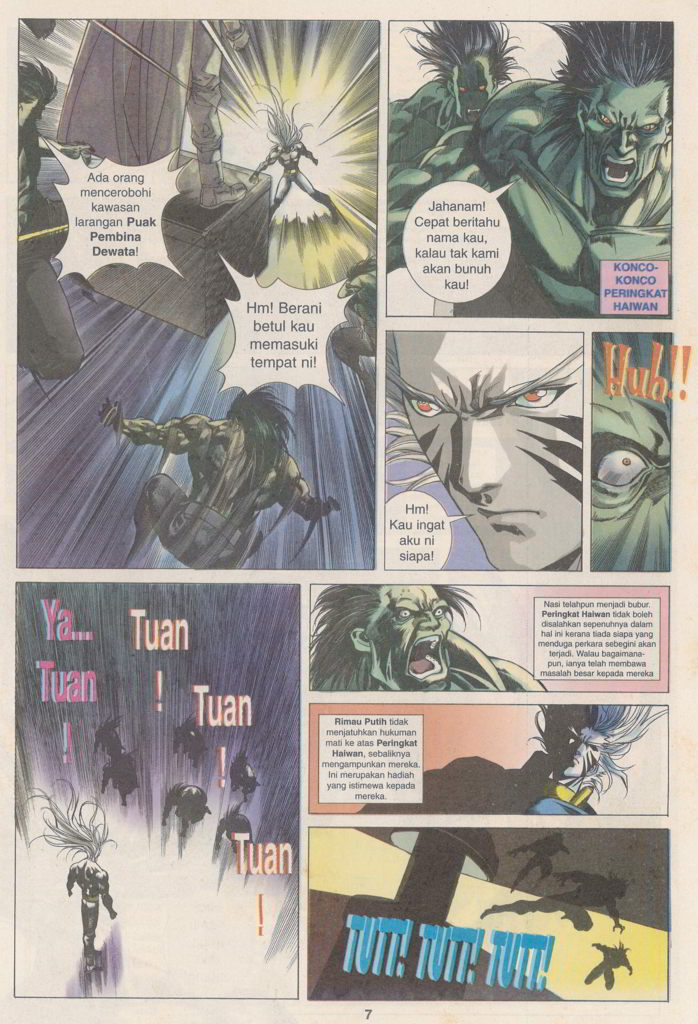 Ada orang
mencerobohi
kawasan
larangan Puak
Pembina
Dewata!
Hm! Berani
betul kau
memasuki
tempat ni!
Jahanam!
Cepat beritahu
nama kau,
kalau tak kami
akan bunuh
kau!
KONCO-
KONCO
PERINGKAT
HAIWAN
Hm!
Kau ingat
aku ni
siapa!
Huh!!
Ya...
Tuan
!
Tuan
!
Tuan
!
Tuan
!
Nasi telahpun menjadi bubur.
Peringkat Haiwan tidak boleh
disalahkan sepenuhnya dalam
hal ini kerana tiada siapa yang
menduga perkara sebegini akan
terjadi. Walau bagaimana-
pun, ianya telah membawa
masalah besar kepada mereka
Rimau Putih tidak
menjatuhkan hukuman
mati ke atas Peringkat
Haiwan, sebaliknya
mengampunkan mereka.
Ini merupakan hadiah
yang istimewa kepada
mereka.
TUTT! TUTT! TUTT!
7